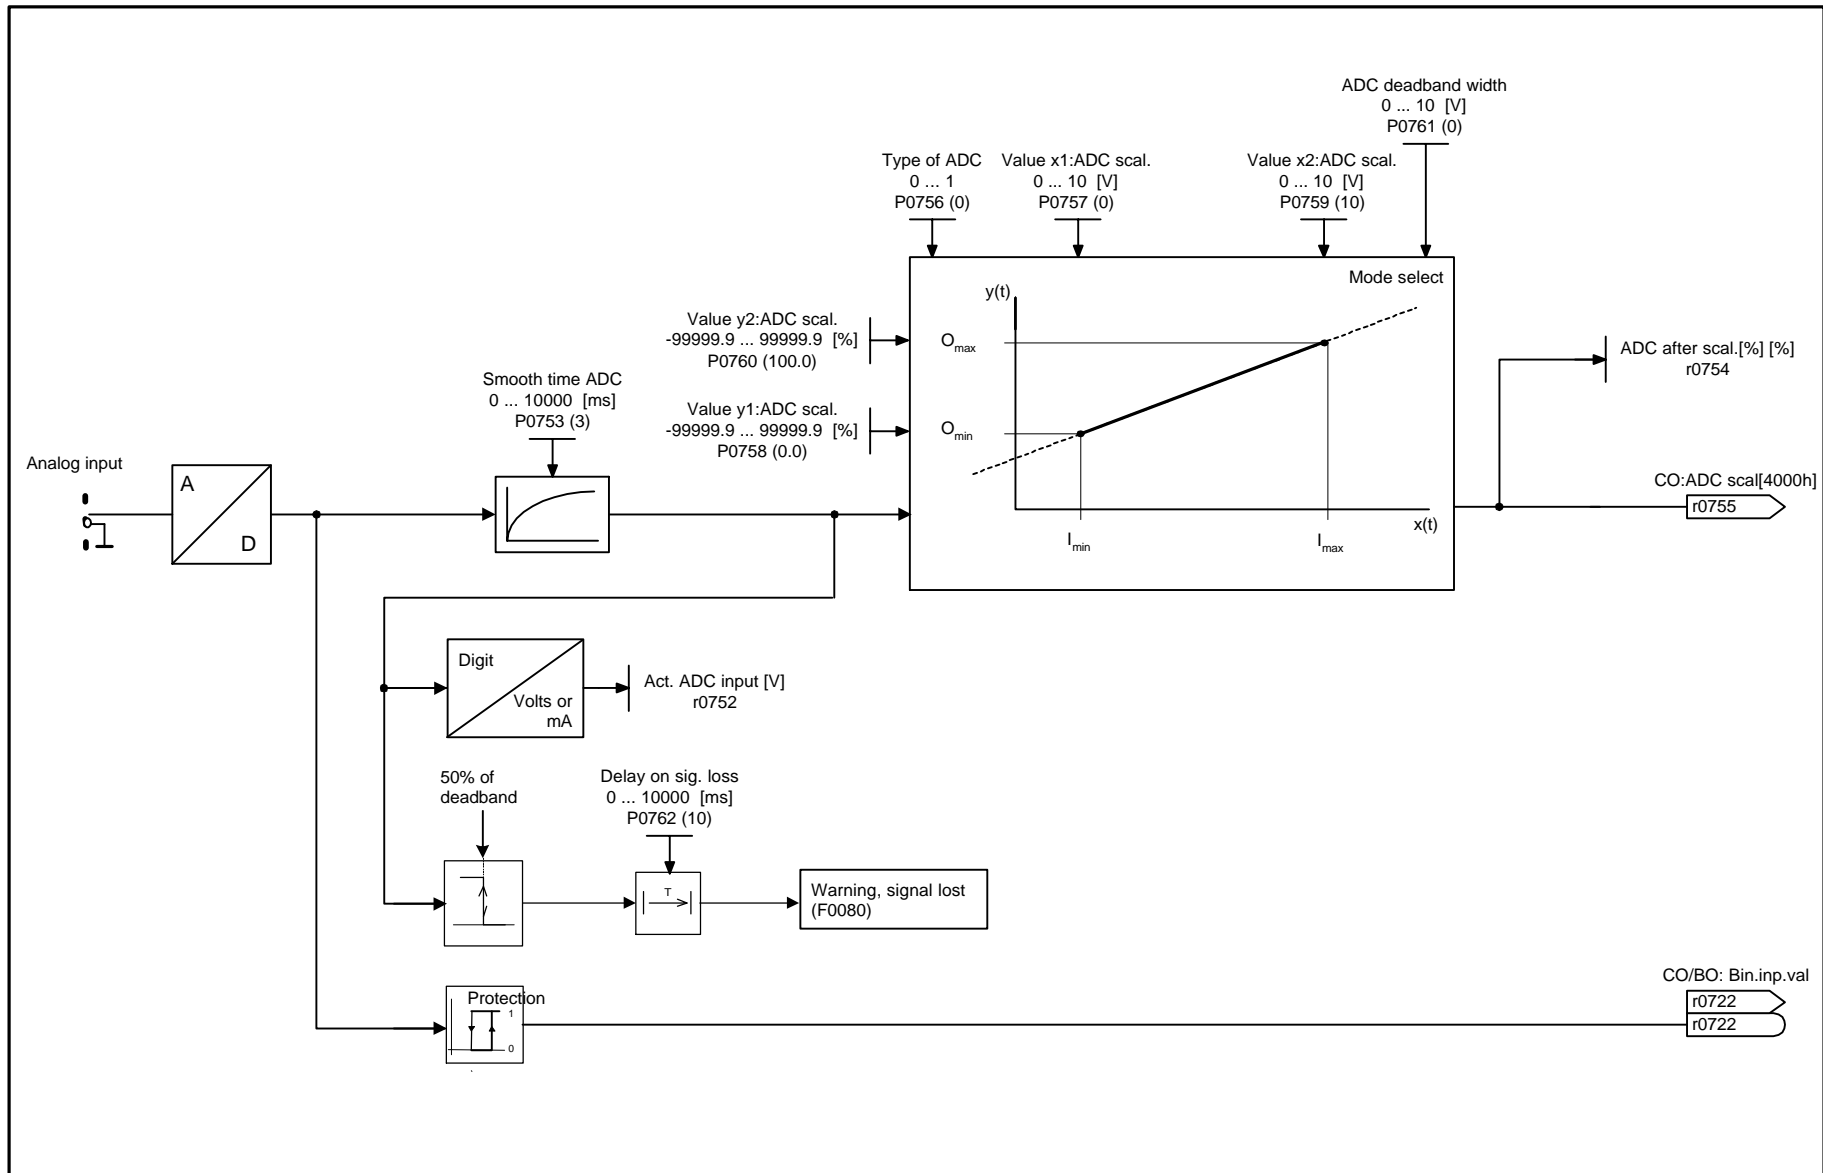 ADC deadband width
0 ... 10 [V]
P0761 (0)
Type of ADC
0 ... 1
P0756 (0)
Value x1:ADC scal.
0 ... 10 [V]
P0757 (0)
Value x2:ADC scal.
0 ... 10 [V]
P0759 (10)
Mode select
y(t)
Value y2:ADC scal.
-99999.9 ... 99999.9 [%]
P0760 (100.0)
Omax
ADC after scal.[%] [%]
r0754
Smooth time ADC
0 ... 10000 [ms]
P0753 (3)
Value y1:ADC scal.
-99999.9 ... 99999.9 [%]
P0758 (0.0)
Omin
Analog input
A
D
x(t)
Imin
Imax
CO:ADC scal[4000h]
r0755
Digit
Volts or
mA
Act. ADC input [V]
r0752
50% of
deadband
Delay on sig. loss
0 ... 10000 [ms]
P0762 (10)
T
Warning, signal lost
(F0080)
Protection
1
0
CO/BO: Bin.inp.val
r0722
r0722